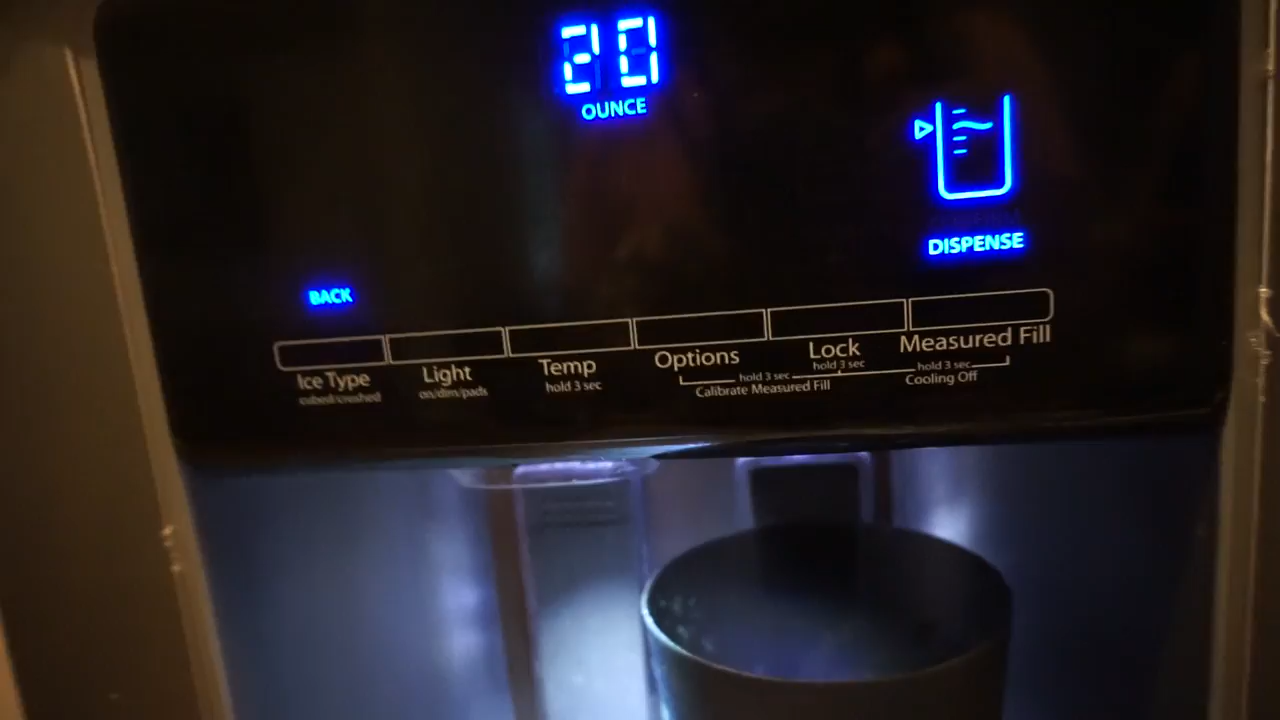 20
OUNCE
DISPENSE
BACK
Ice Type
cubed/crushed
Light
on/dim/pads
Temp
hold 3 sec
Options
Lock
hold 3 sec
Measured Fill
hold 3 sec
Calibrate Measured Fill
hold 3 sec
Cooling Off